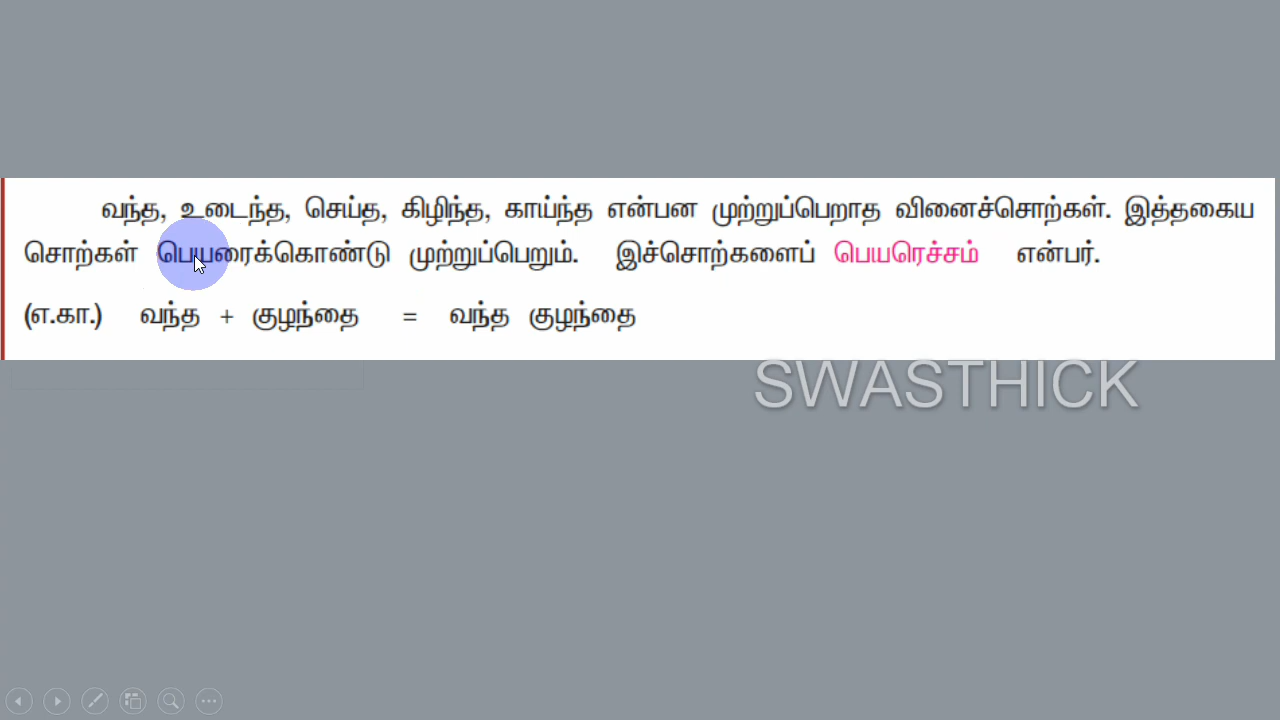 வந்த, உடைந்த, செய்த, கிழிந்த, காய்ந்த என்பன முற்றுப்பெறாத வினைச்சொற்கள். இத்தகைய
சொற்கள் பெயரைக்கொண்டு முற்றுப்பெறும். இச்சொற்களைப் பெயரெச்சம் என்பர்.
(எ.கா.) வந்த + குழந்தை = வந்த குழந்தை
SWASTHICK